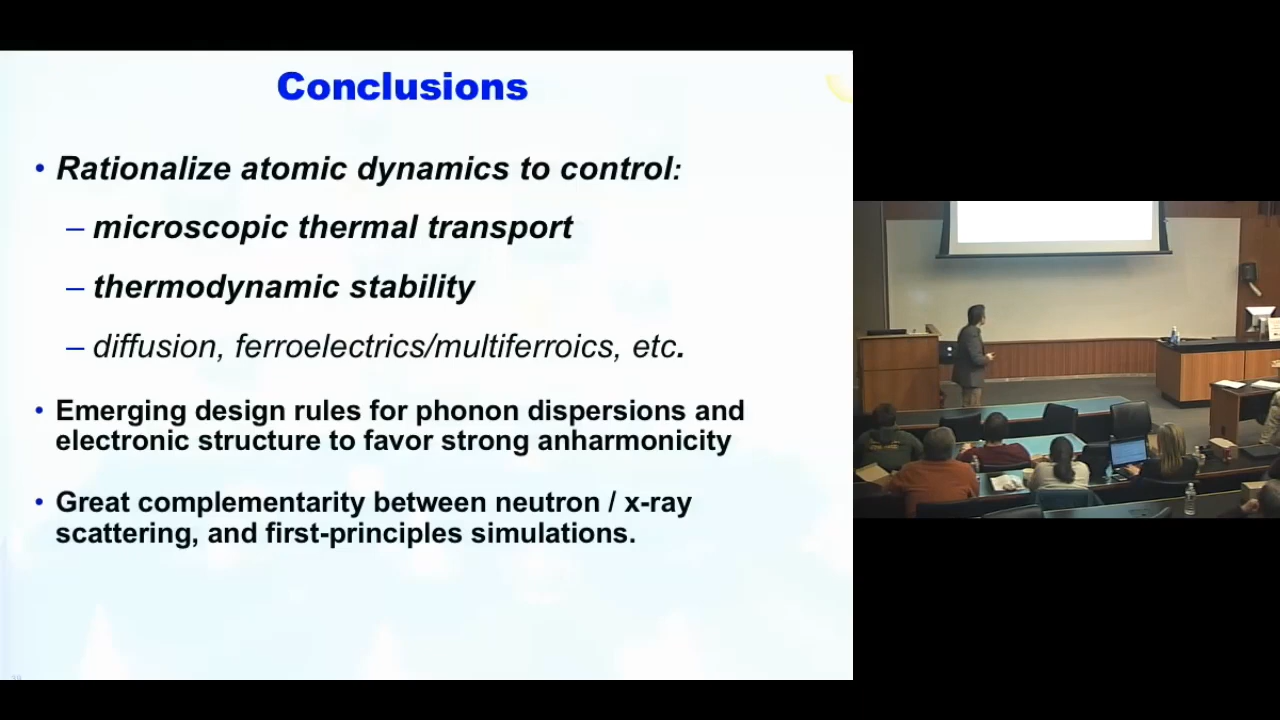 Conclusions
• Rationalize atomic dynamics to control:
– microscopic thermal transport
– thermodynamic stability
– diffusion, ferroelectrics/multiferroics, etc.
• Emerging design rules for phonon dispersions and
electronic structure to favor strong anharmonicity
• Great complementarity between neutron / x-ray
scattering, and first-principles simulations.